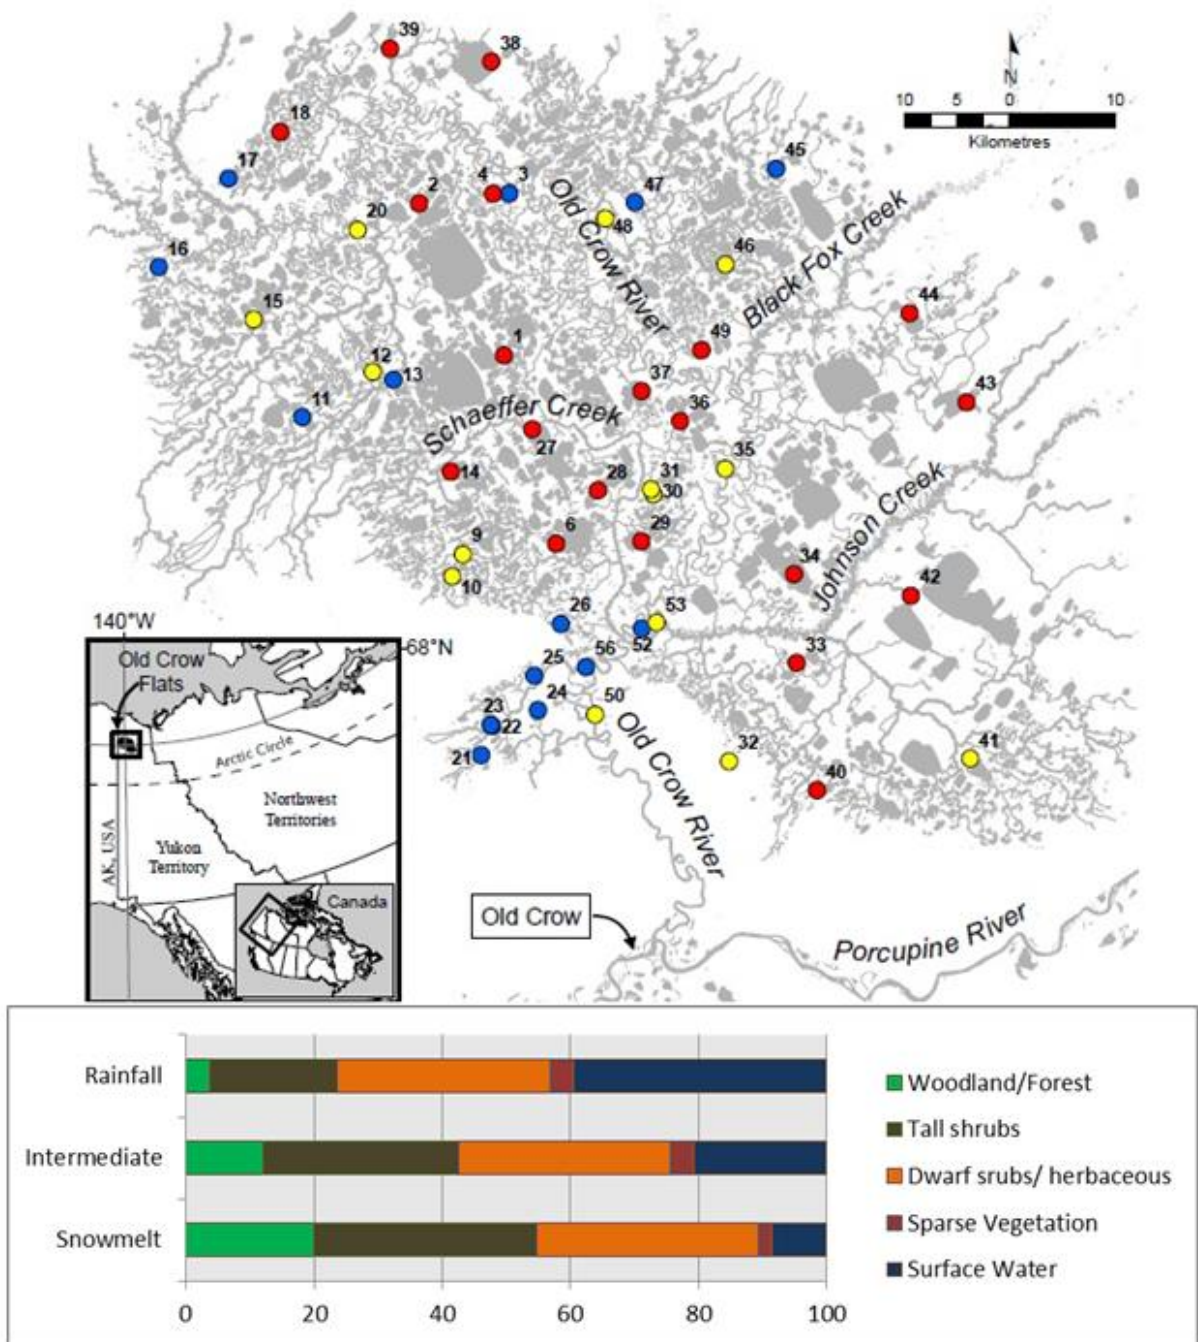 39
38
18
17
2
4
3
47
45
20
48
46
16
15
44
1
49
12
13
37
43
11
36
27
35
14
28
31
30
9
6
29
34
42
10
26
52
53
33
56
25
24
50
23
22
21
32
41
40
N
10 5 0 10
Kilometres
Old Crow River
Black Fox Creek
Schaeffer Creek
Johnson Creek
Old Crow River
Porcupine River
Old Crow
140°W
68°N
Old Crow
Flats
Arctic Circle
Northwest
Territories
AK, USA
Yukon
Territory
Canada
Rainfall
Intermediate
Snowmelt
0 20 40 60 80 100
Woodland/Forest
Tall shrubs
Dwarf srubs/ herbaceous
Sparse Vegetation
Surface Water